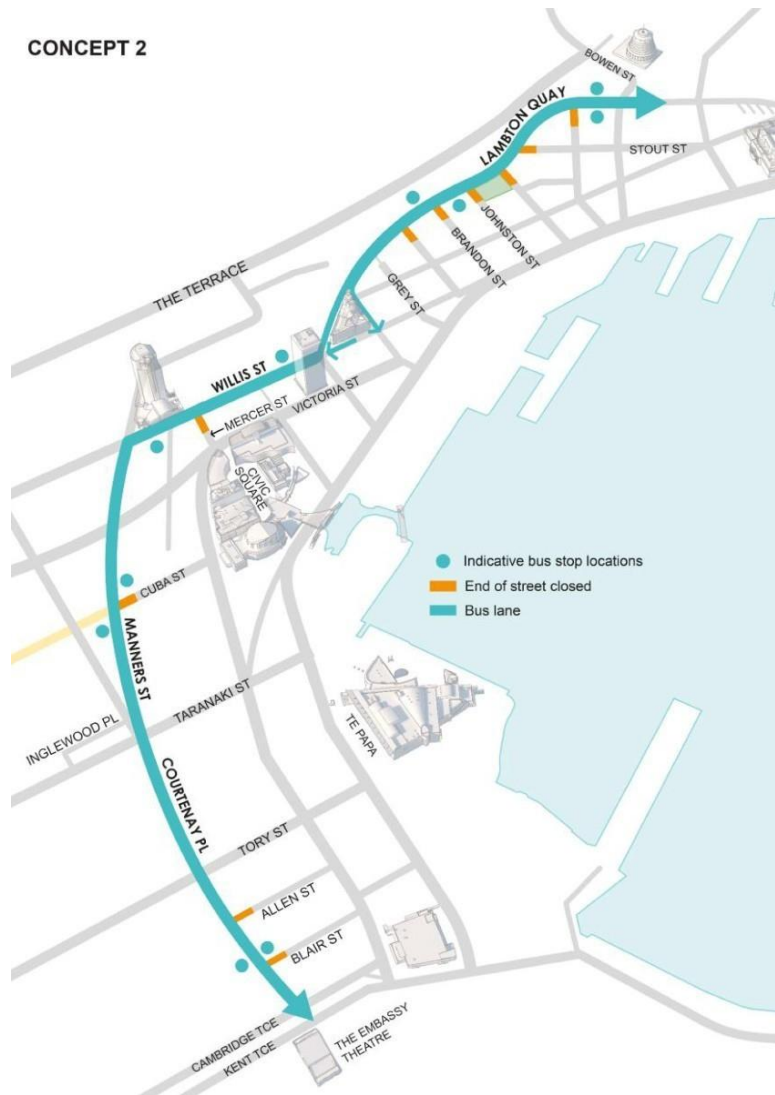 CONCEPT 2
BOWEN ST
LAMBTON QUAY
STOUT ST
JOHNSTON ST
BRANDON ST
GREY ST
THE TERRACE
WILLIS ST
VICTORIA ST
MERCER ST
CIVIC
SQUARE
Indicative bus stop locations
End of street closed
Bus lane
CUBA ST
MANNERS ST
TARANAKI ST
INGLEWOOD PL
TE PAPA
COURTENAY PL
TORY ST
ALLEN ST
BLAIR ST
CAMBRIDGE TCE
KENT TCE
THE EMBASSY
THEATRE